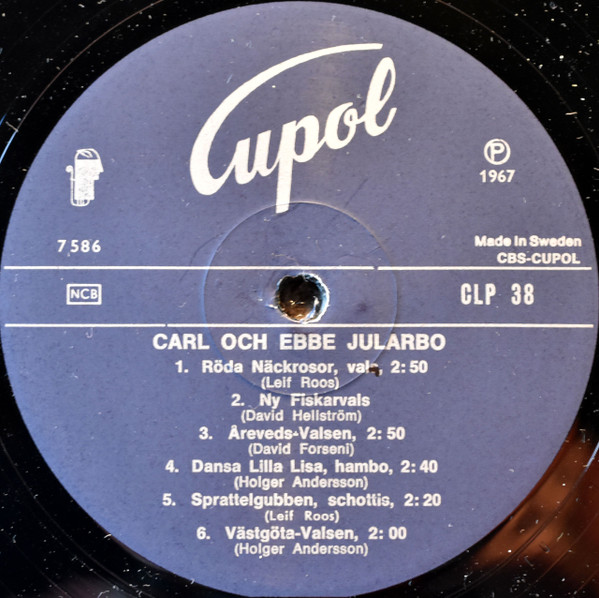 Cupol
7586
℗
1967
Made In Sweden
CBS-CUPOL
NCB
CLP 38
CARL OCH EBBE JULARBO
1. Röda Näckrosor, vals, 2:50
(Leif Roos)
2. Ny Fiskarvals
(David Hellström)
3. Åreveds-Valsen, 2:50
(David Forseni)
4. Dansa Lilla Lisa, hambo, 2:40
(Holger Andersson)
5. Sprattelgubben, schottis, 2:20
(Leif Roos)
6. Västgöta-Valsen, 2:00
(Holger Andersson)